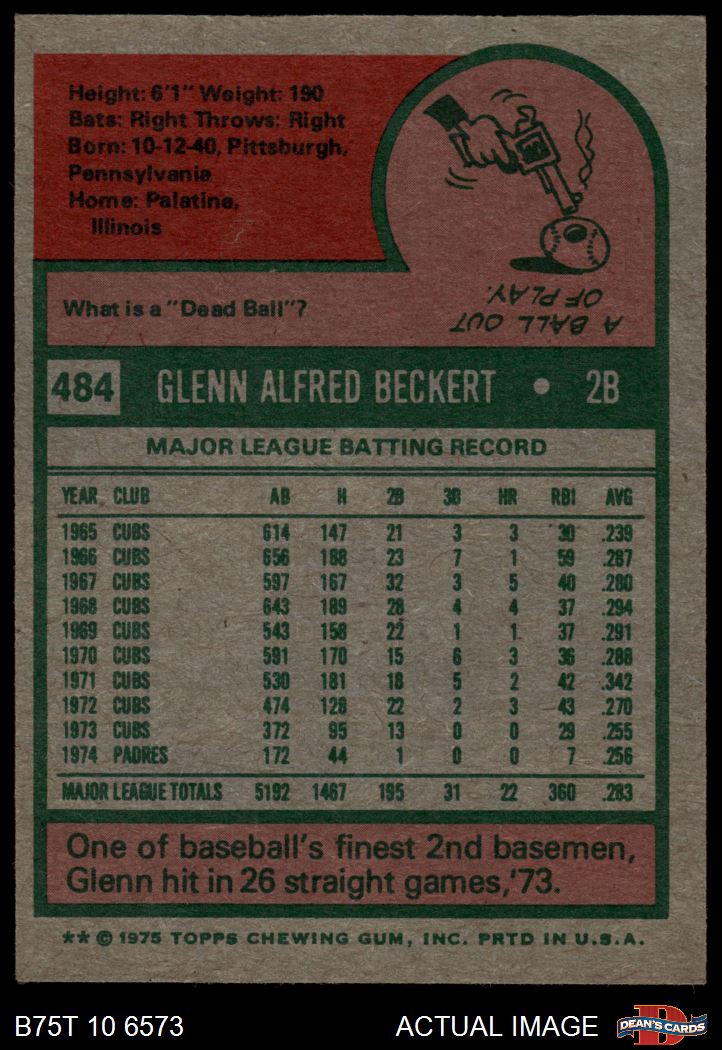 Height: 6'1" Weight: 190
Bats: Right Throws: Right
Born: 10-12-40, Pittsburgh,
Pennsylvania
Home: Palatine,
Illinois
What is a "Dead Ball"?
A BALL OUT
OF PLAY.
484 GLENN ALFRED BECKERT • 2B
MAJOR LEAGUE BATTING RECORD
YEAR CLUB AB H 2B 3B HR RBI AVG
1965 CUBS 614 147 21 3 3 30 .239
1966 CUBS 656 188 23 7 1 59 .287
1967 CUBS 597 167 32 3 5 40 .280
1968 CUBS 643 189 28 4 4 37 .294
1969 CUBS 543 158 22 1 1 37 .291
1970 CUBS 591 170 15 6 3 36 .288
1971 CUBS 530 181 18 5 2 42 .342
1972 CUBS 474 128 22 2 3 43 .270
1973 CUBS 372 95 13 0 0 29 .255
1974 PADRES 172 44 1 0 0 7 .256
MAJOR LEAGUE TOTALS 5192 1467 195 31 22 360 .283
One of baseball's finest 2nd basemen,
Glenn hit in 26 straight games,'73.
** © 1975 TOPPS CHEWING GUM, INC. PRTD IN U.S.A.
B75T 10 6573 ACTUAL IMAGE DEAN'S CARDS